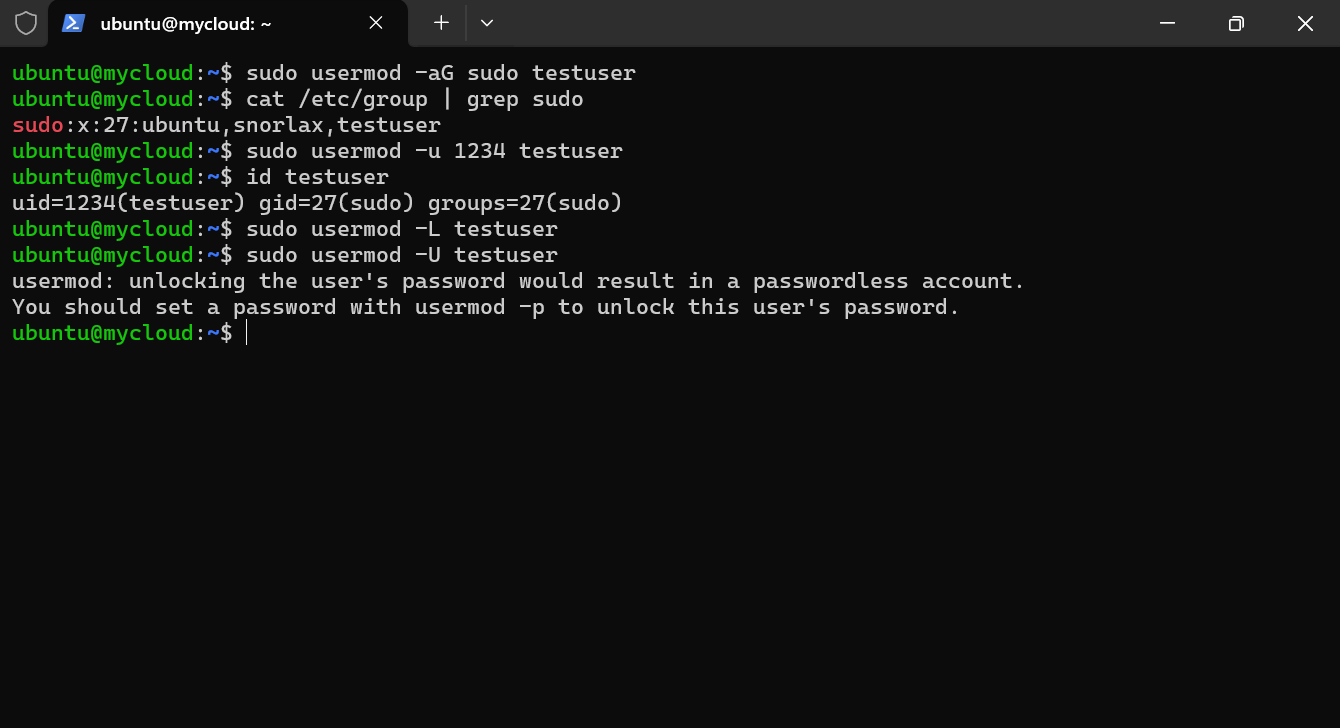 ubuntu@mycloud: ~
ubuntu@mycloud:~$ sudo usermod -aG sudo testuser
ubuntu@mycloud:~$ cat /etc/group | grep sudo
sudo:x:27:ubuntu,snorlax,testuser
ubuntu@mycloud:~$ sudo usermod -u 1234 testuser
ubuntu@mycloud:~$ id testuser
uid=1234(testuser) gid=27(sudo) groups=27(sudo)
ubuntu@mycloud:~$ sudo usermod -L testuser
ubuntu@mycloud:~$ sudo usermod -U testuser
usermod: unlocking the user's password would result in a passwordless account.
You should set a password with usermod -p to unlock this user's password.
ubuntu@mycloud:~$